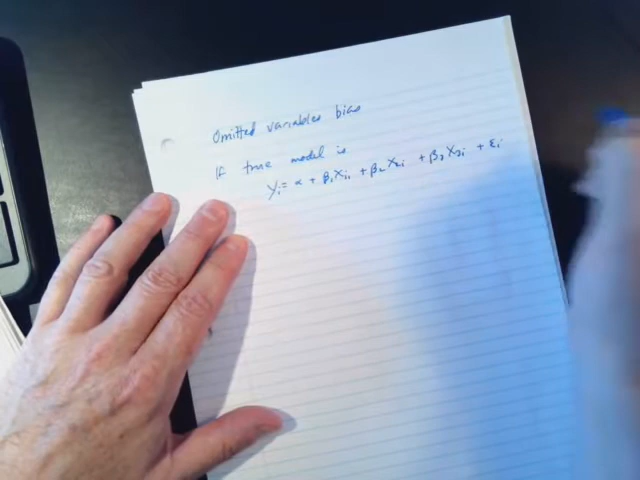 Omitted variables bias
If true model is
Yᵢ = α + β₁X₁ᵢ + β₂X₂ᵢ + β₃X₃ᵢ + εᵢ